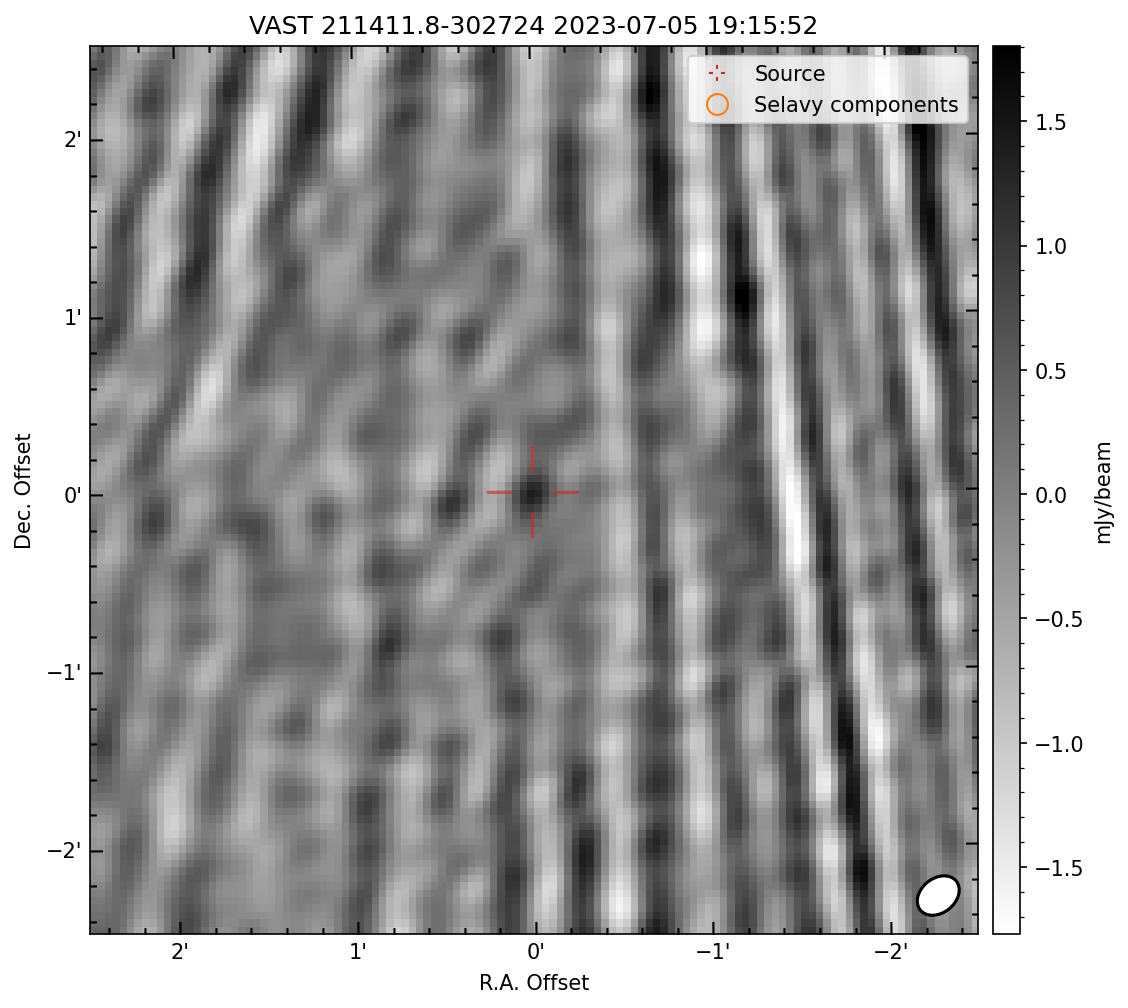 VAST 211411.8-302724 2023-07-05 19:15:52
Source
Selavy components
2'
1'
0'
−1'
−2'
Dec. Offset
2'
1'
0'
−1'
−2'
R.A. Offset
1.5
1.0
0.5
0.0
−0.5
−1.0
−1.5
mJy/beam